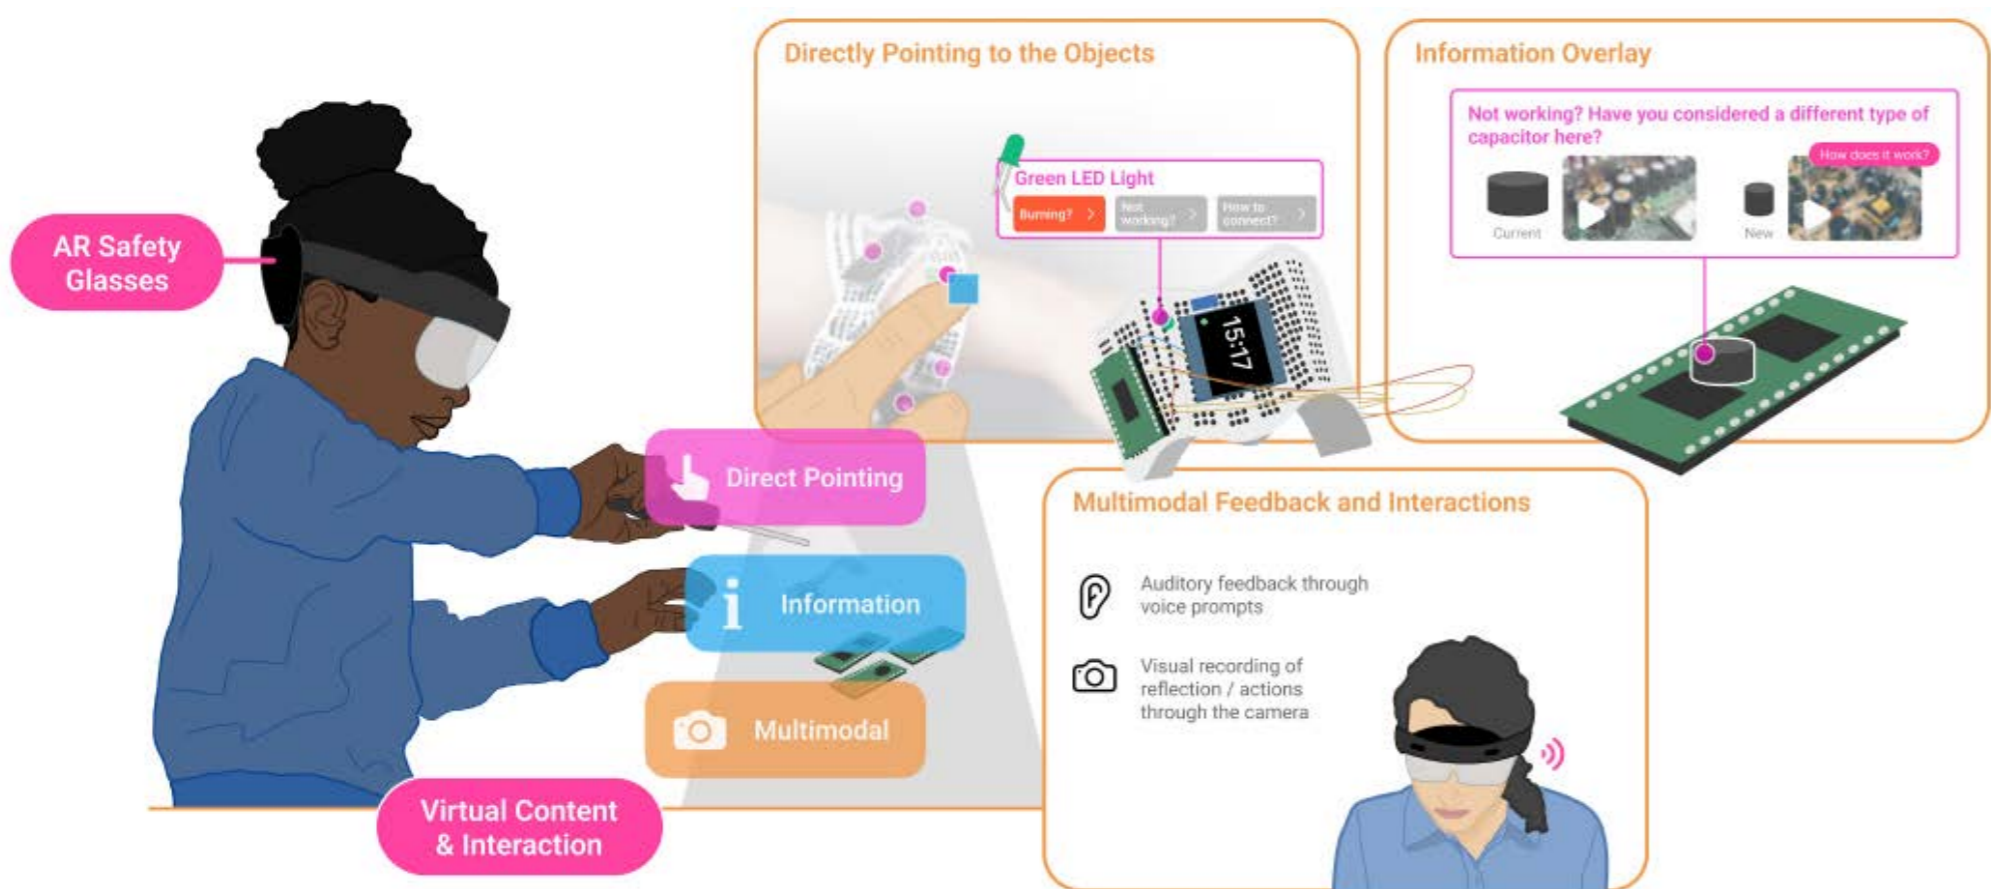 AR Safety
Glasses
Directly Pointing to the Objects
Green LED Light
Burning?
Not
working?
How to
connect?
15:17
Information Overlay
Not working? Have you considered a different type of
capacitor here?
How does it work?
Current
New
Direct Pointing
Information
Multimodal
Virtual Content
& Interaction
Multimodal Feedback and Interactions
Auditory feedback through
voice prompts
Visual recording of
reflection / actions
through the camera